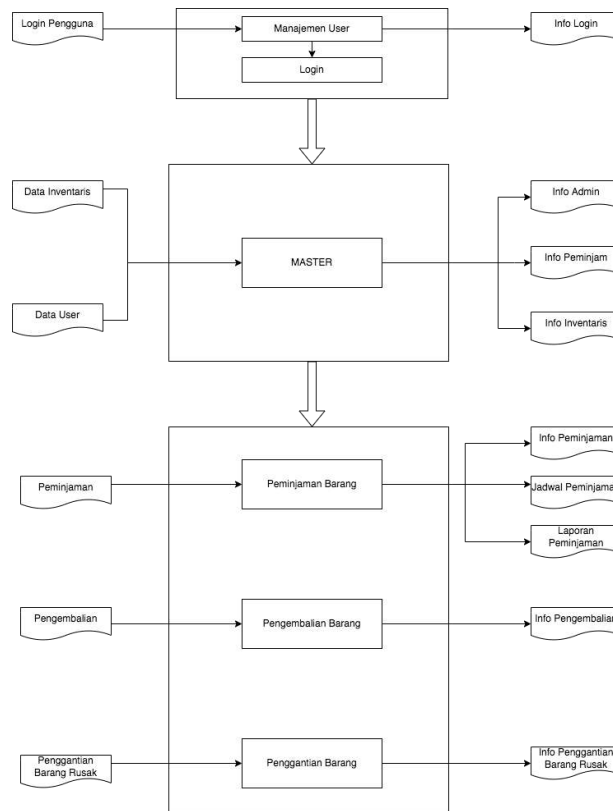 Login Pengguna
Manajemen User
Info Login
Login
Data Inventaris
Info Admin
MASTER
Info Peminjam
Data User
Info Inventaris
Info Peminjaman
Peminjaman
Peminjaman Barang
Jadwal Peminjama
Laporan
Peminjaman
Pengembalian
Pengembalian Barang
Info Pengembalian
Penggantian
Barang Rusak
Penggantian Barang
Info Penggantian
Barang Rusak